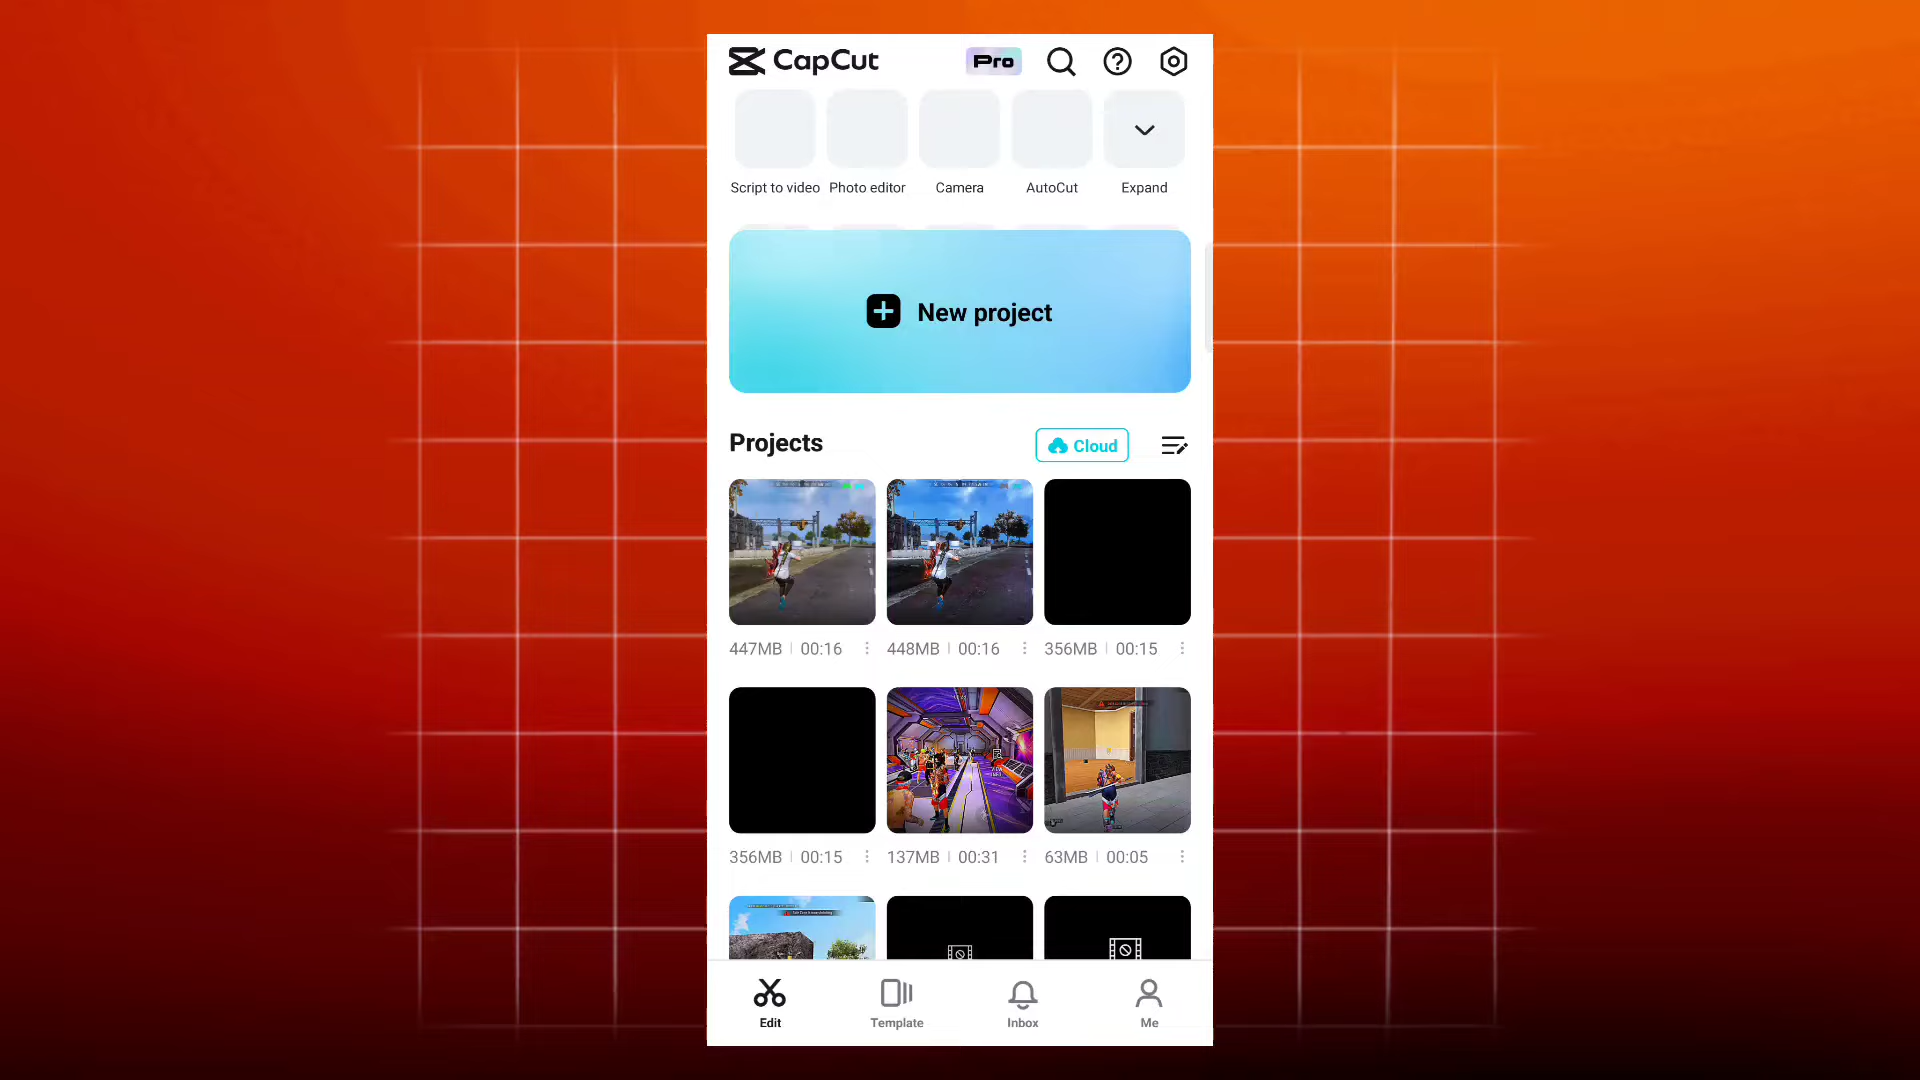 CapCut Pro
Script to video Photo editor Camera AutoCut Expand
New project
Projects Cloud
447MB 00:16 448MB 00:16 356MB 00:15
356MB 00:15 137MB 00:31 63MB 00:05
Edit Template Inbox Me